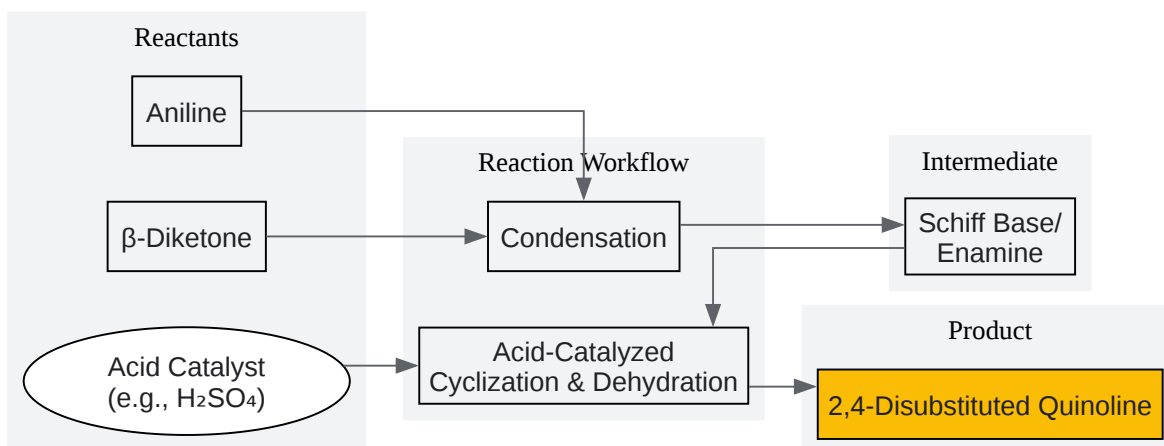 Reactants
Aniline
Reaction Workflow
Intermediate
β-Diketone
Condensation
Schiff Base/
Enamine
Acid Catalyst
(e.g., H₂SO₄)
Acid-Catalyzed
Cyclization & Dehydration
Product
2,4-Disubstituted Quinoline